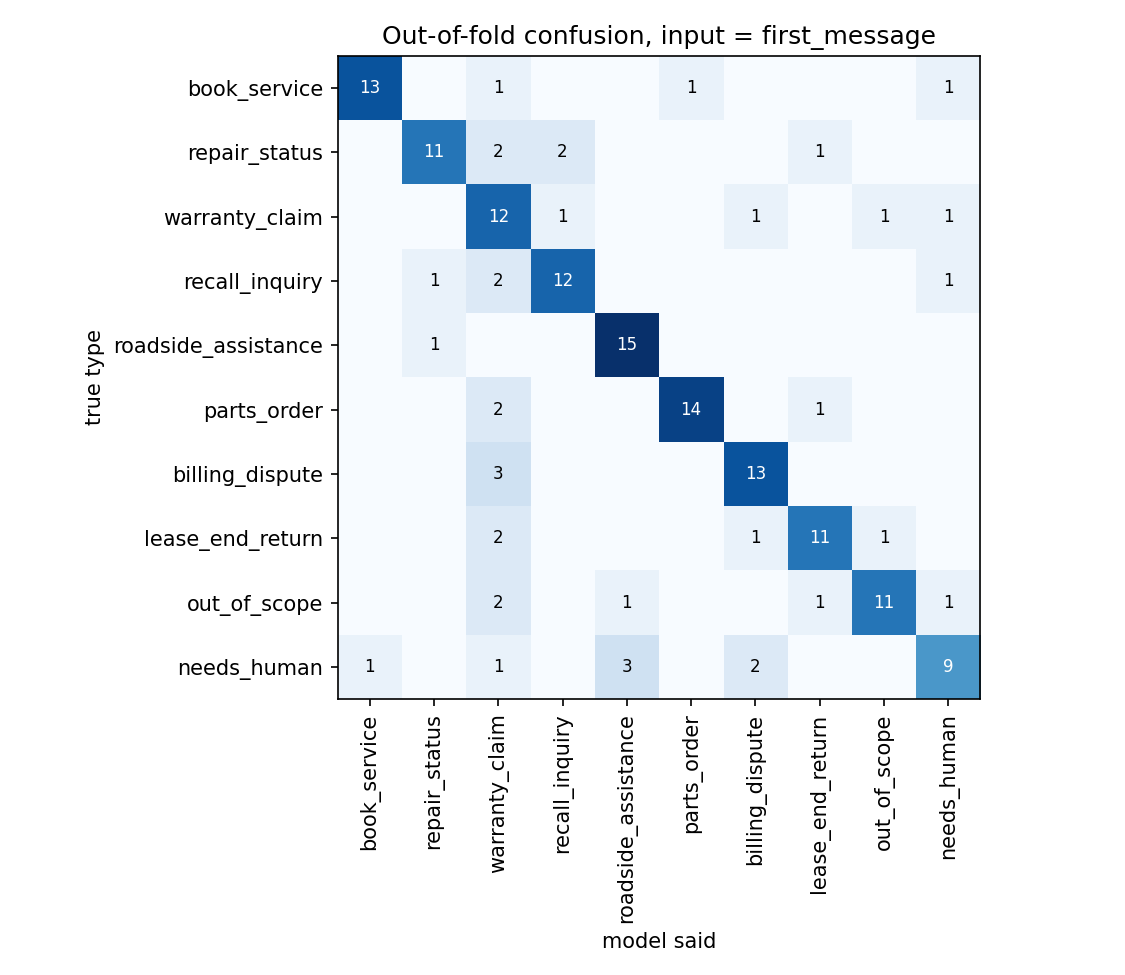 Out-of-fold confusion, input = first_message
true type
book_service 13 1 1 1
repair_status 11 2 2 1
warranty_claim 12 1 1 1 1
recall_inquiry 1 2 12 1
roadside_assistance 1 15
parts_order 2 14 1
billing_dispute 3 13
lease_end_return 2 1 11 1
out_of_scope 2 1 1 11 1
needs_human 1 1 3 2 9
book_service
repair_status
warranty_claim
recall_inquiry
roadside_assistance
parts_order
billing_dispute
lease_end_return
out_of_scope
needs_human
model said